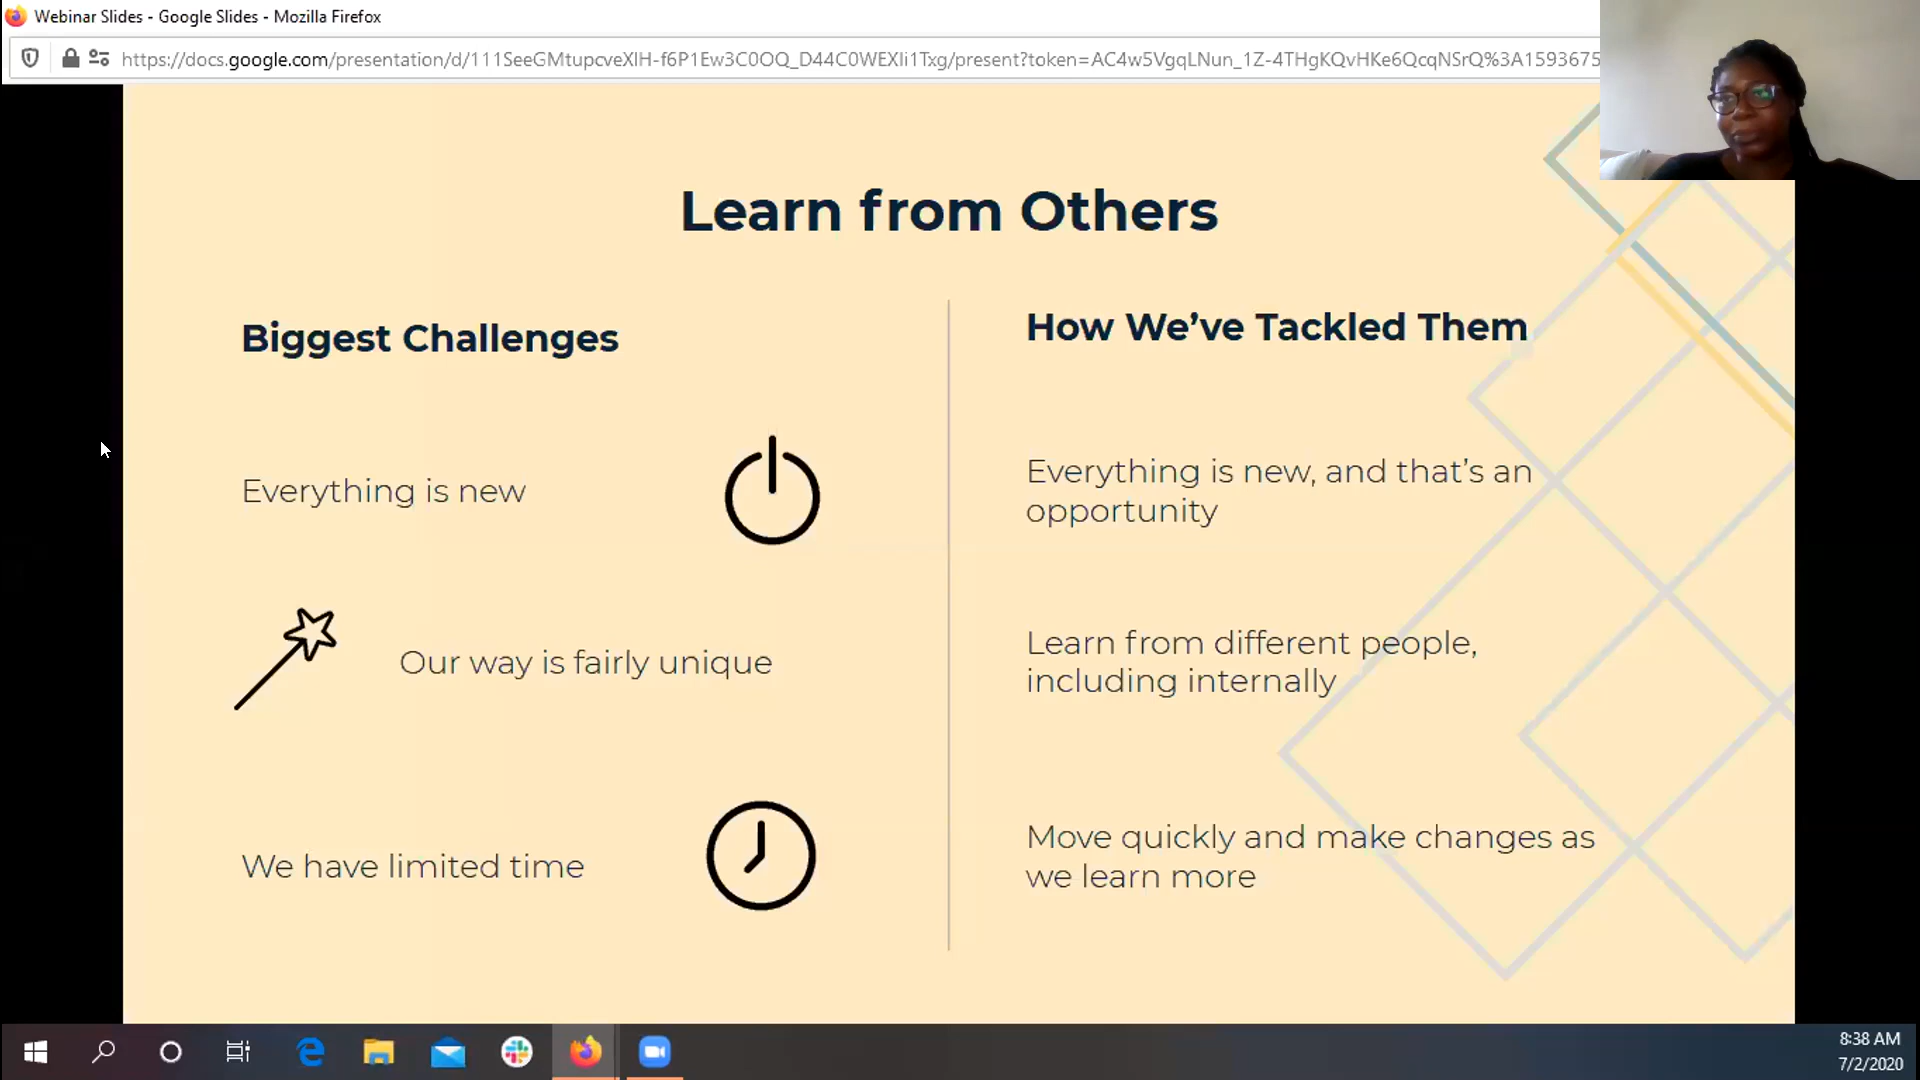 Webinar Slides - Google Slides - Mozilla Firefox
https://docs.google.com/presentation/d/111SeeGMtupcveXlH-f6P1Ew3C0OQ_D44C0WEXli1Txg/present?token=AC4w5VgqLNun_1Z-4THgKQvHKe6QcqNSrQ%3A1593675
Learn from Others
Biggest Challenges
Everything is new
Our way is fairly unique
We have limited time
How We’ve Tackled Them
Everything is new, and that’s an
opportunity
Learn from different people,
including internally
Move quickly and make changes as
we learn more
8:38 AM
7/2/2020